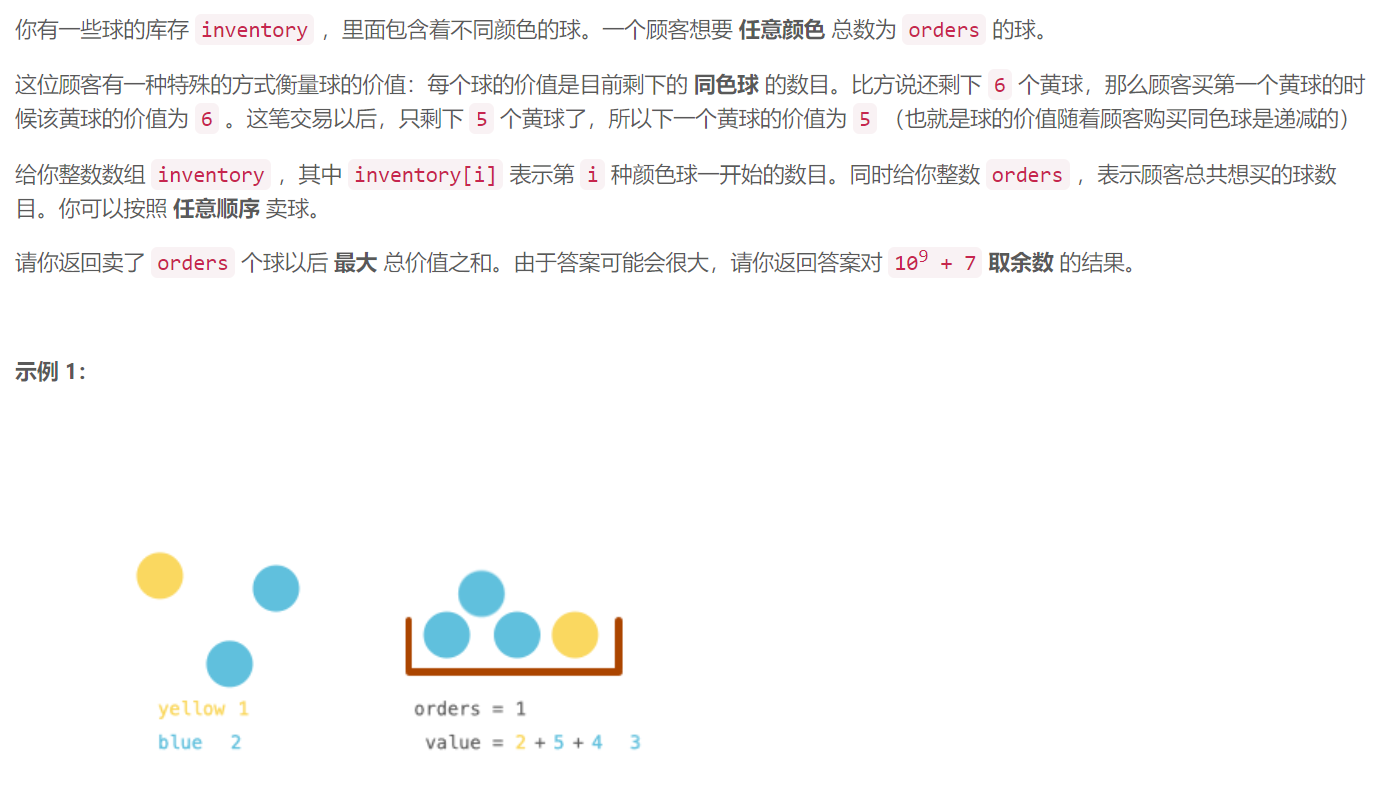 你有一些球的库存 inventory ，里面包含着不同颜色的球。一个顾客想要 任意颜色 总数为 orders 的球。
这位顾客有一种特殊的方式衡量球的价值：每个球的价值是目前剩下的 同色球 的数目。比方说还剩下 6 个黄球，那么顾客买第一个黄球的时
候该黄球的价值为 6 。这笔交易以后，只剩下 5 个黄球了，所以下一个黄球的价值为 5 （也就是球的价值随着顾客购买同色球是递减的）
给你整数数组 inventory ，其中 inventory[i] 表示第 i 种颜色球一开始的数目。同时给你整数 orders ，表示顾客总共想买的球数
目。你可以按照 任意顺序 卖球。
请你返回卖了 orders 个球以后 最大 总价值之和。由于答案可能会很大，请你返回答案对 10⁹ + 7 取余数 的结果。
示例 1：
yellow 1
blue 2
orders = 1
value = 2 + 5 + 4 3